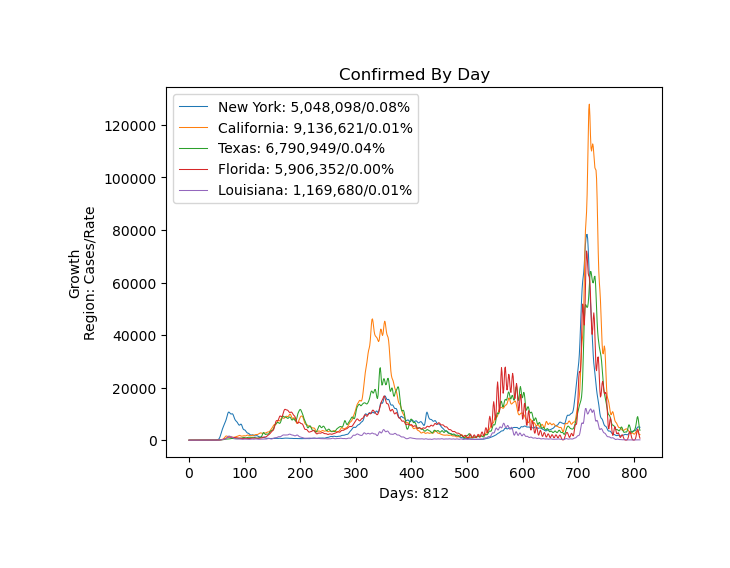 Confirmed By Day
New York: 5,048,098/0.08%
California: 9,136,621/0.01%
Texas: 6,790,949/0.04%
Florida: 5,906,352/0.00%
Louisiana: 1,169,680/0.01%
Growth
Region: Cases/Rate
120000
100000
80000
60000
40000
20000
0
0 100 200 300 400 500 600 700 800
Days: 812